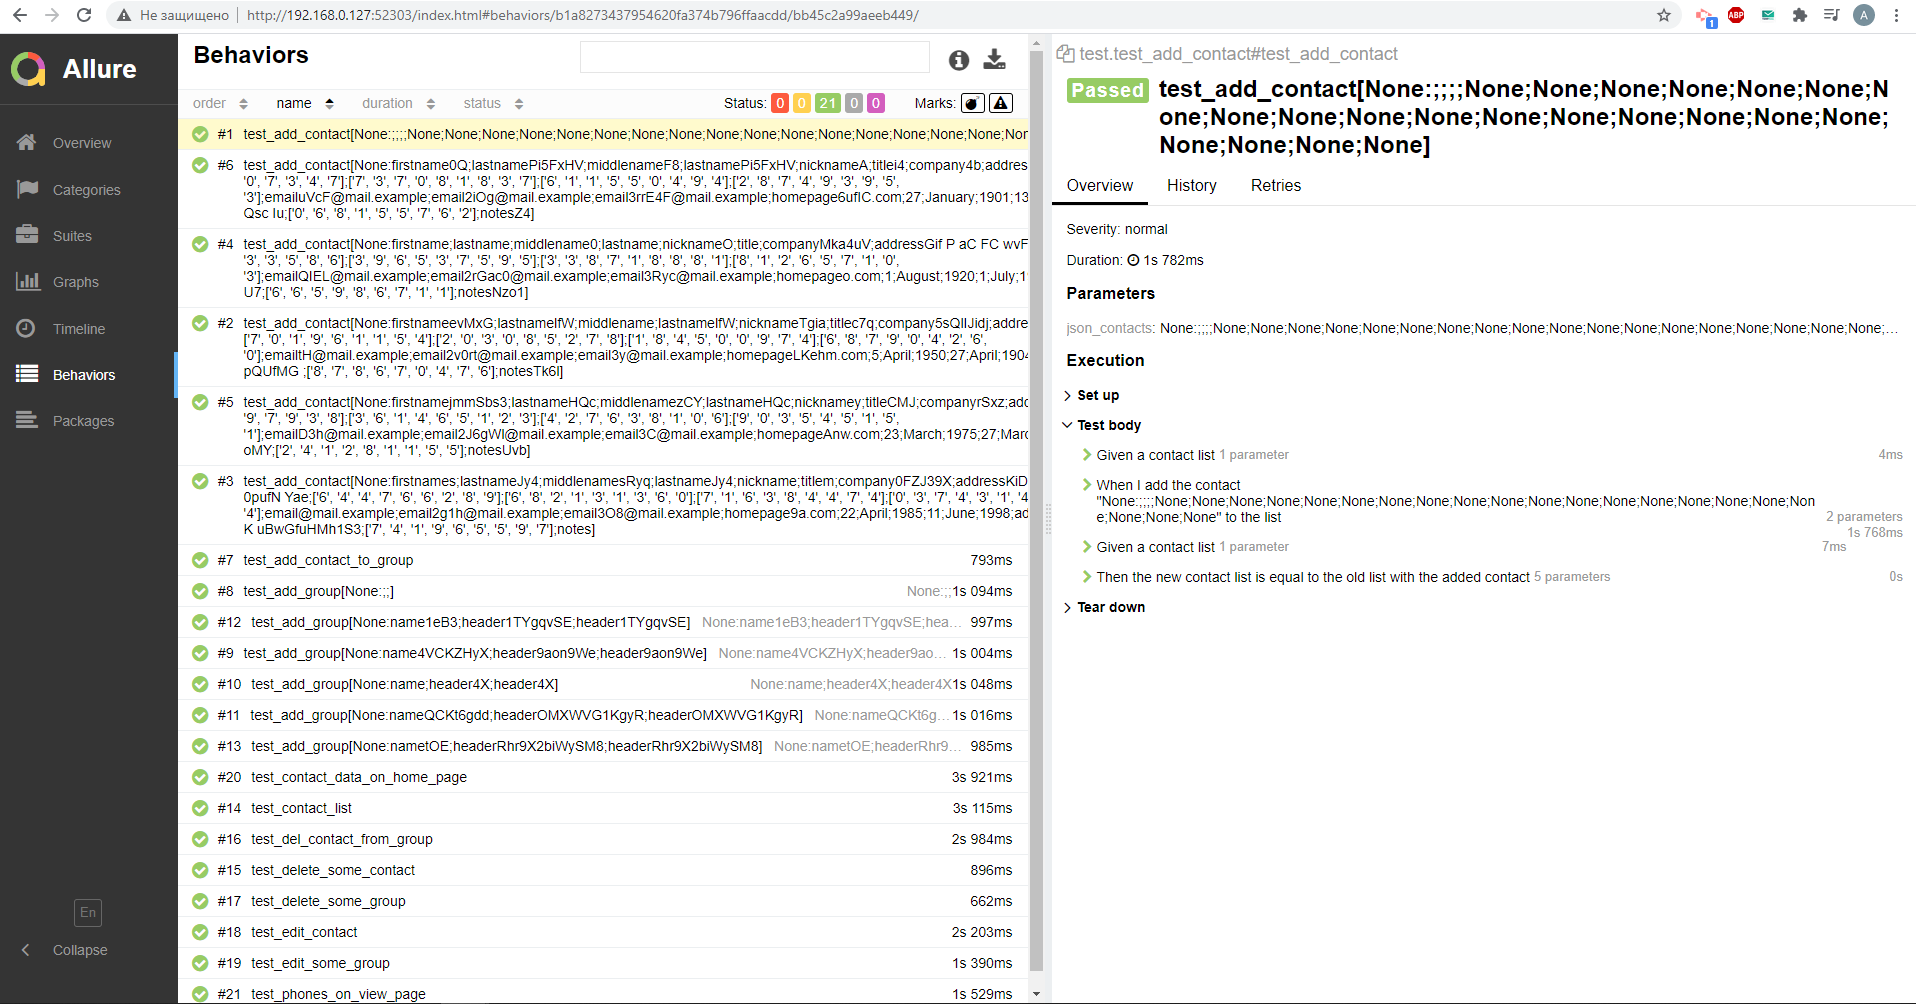 Не защищено | http://192.168.0.127:52303/index.html#behaviors/b1a8273437954620fa374b796ffaacdd/bb45c2a99aeeb449/
1
ABP
A
Allure
Overview
Categories
Suites
Graphs
Timeline
Behaviors
Packages
En
Collapse
Behaviors
order name duration status Status: 0 0 21 0 0 Marks:
#1 test_add_contact[None:;;;;None;None;None;None;None;None;None;None;None;None;None;None;None;None;None;None;Non
#6 test_add_contact[None:firstname0Q;lastnamePi5FxHV;middlenameF8;lastnamePi5FxHV;nicknameA;titlei4;company4b;addres
'0', '7', '3', '4', '7'];['7', '3', '7', '0', '8', '1', '8', '3', '7'];['6', '1', '1', '5', '5', '0', '4', '9', '4'];['2', '8', '7', '4', '9', '3', '9', '5',
'3'];emailuVcF@mail.example;email2iOg@mail.example;email3rrE4F@mail.example;homepage6ufIC.com;27;January;1901;13
Qsc Iu;['0', '6', '8', '1', '5', '5', '7', '6', '2'];notesZ4]
#4 test_add_contact[None:firstname;lastname;middlename0;lastname;nicknameO;title;companyMka4uV;addressGif P aC FC wvF
'3', '3', '5', '8', '6'];['3', '9', '6', '5', '3', '7', '5', '9', '5'];['3', '3', '8', '7', '1', '8', '8', '8', '1'];['8', '1', '2', '6', '5', '7', '1', '0',
'3'];emailQIEL@mail.example;email2rGac0@mail.example;email3Ryc@mail.example;homepageo.com;1;August;1920;1;July;1
U7;['6', '6', '5', '9', '8', '6', '7', '1', '1'];notesNzo1]
#2 test_add_contact[None:firstnameevMxG;lastnameIfW;middlename;lastnameIfW;nicknameTgia;titlec7q;company5sQIIJidj;addre
['7', '0', '1', '9', '6', '1', '1', '5', '4'];['2', '0', '3', '0', '8', '5', '2', '7', '8'];['1', '8', '4', '5', '0', '0', '9', '7', '4'];['6', '8', '7', '9', '0', '4', '2', '6',
'0'];emailtH@mail.example;email2v0rt@mail.example;email3y@mail.example;homepageLKehm.com;5;April;1950;27;April;1904
pQUfMG ;['8', '7', '8', '6', '7', '0', '4', '7', '6'];notesTk6I]
#5 test_add_contact[None:firstnamejmmSbs3;lastnameHQc;middlenamezCY;lastnameHQc;nicknamey;titleCMJ;companyrSxz;add
'9', '7', '9', '3', '8'];['3', '6', '1', '4', '6', '5', '1', '2', '3'];['4', '2', '7', '6', '3', '8', '1', '0', '6'];['9', '0', '3', '5', '4', '5', '1', '5',
'1'];emailD3h@mail.example;email2J6gWI@mail.example;email3C@mail.example;homepageAnw.com;23;March;1975;27;Marc
oMY;['2', '4', '1', '2', '8', '1', '1', '5', '5'];notesUvb]
#3 test_add_contact[None:firstnames;lastnameJy4;middlenamesRyq;lastnameJy4;nickname;titlem;company0FZJ39X;addressKiD
0pufN Yae;['6', '4', '4', '7', '6', '6', '2', '8', '9'];['6', '8', '2', '1', '3', '1', '3', '6', '0'];['7', '1', '6', '3', '8', '4', '4', '7', '4'];['0', '3', '7', '4', '3', '1', '4
'4'];email@mail.example;email2g1h@mail.example;email3O8@mail.example;homepage9a.com;22;April;1985;11;June;1998;ad
K uBwGfuHMh1S3;['7', '4', '1', '9', '6', '5', '5', '9', '7'];notes]
#7 test_add_contact_to_group 793ms
#8 test_add_group[None:;;] None:;;1s 094ms
#12 test_add_group[None:name1eB3;header1TYgqvSE;header1TYgqvSE] None:name1eB3;header1TYgqvSE;hea… 997ms
#9 test_add_group[None:name4VCKZHyX;header9aon9We;header9aon9We] None:name4VCKZHyX;header9ao… 1s 004ms
#10 test_add_group[None:name;header4X;header4X] None:name;header4X;header4X1s 048ms
#11 test_add_group[None:nameQCKt6gdd;headerOMXWVG1KgyR;headerOMXWVG1KgyR] None:nameQCKt6g… 1s 016ms
#13 test_add_group[None:nametOE;headerRhr9X2biWySM8;headerRhr9X2biWySM8] None:nametOE;headerRhr9… 985ms
#20 test_contact_data_on_home_page 3s 921ms
#14 test_contact_list 3s 115ms
#16 test_del_contact_from_group 2s 984ms
#15 test_delete_some_contact 896ms
#17 test_delete_some_group 662ms
#18 test_edit_contact 2s 203ms
#19 test_edit_some_group 1s 390ms
#21 test_phones_on_view_page 1s 529ms
test.test_add_contact#test_add_contact
Passed test_add_contact[None:;;;;None;None;None;None;None;None;N
one;None;None;None;None;None;None;None;None;None;None;
None;None;None;None]
Overview History Retries
Severity: normal
Duration: 1s 782ms
Parameters
json_contacts: None:;;;;None;None;None;None;None;None;None;None;None;None;None;None;None;None;None;None;None;None;None;…
Execution
Set up
Test body
Given a contact list 1 parameter 4ms
When I add the contact
"None:;;;;None;None;None;None;None;None;None;None;None;None;None;None;None;None;None;None;None;Non
e;None;None;None" to the list 2 parameters
1s 768ms
Given a contact list 1 parameter 7ms
Then the new contact list is equal to the old list with the added contact 5 parameters 0s
Tear down